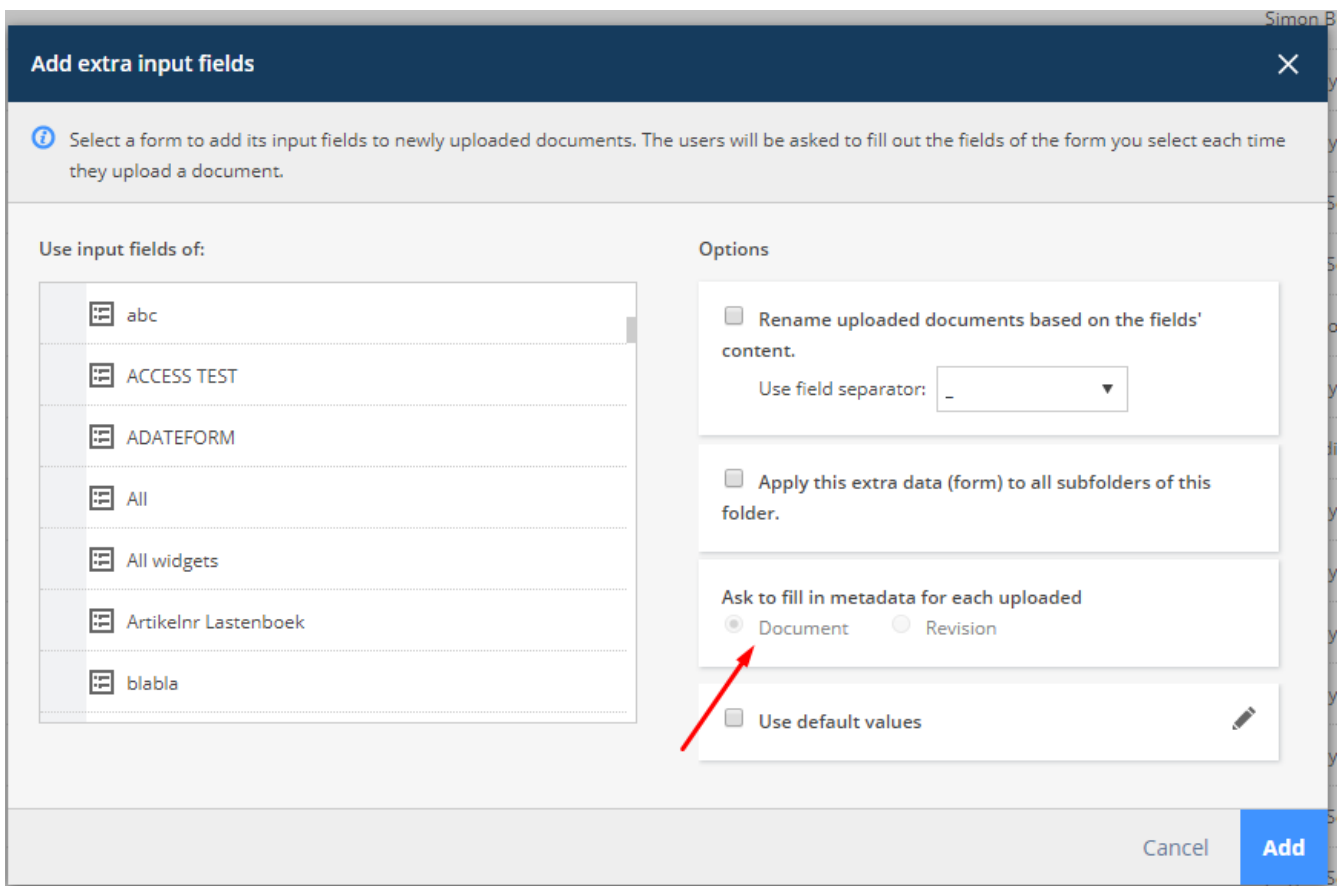 Simon B
Add extra input fields
Select a form to add its input fields to newly uploaded documents. The users will be asked to fill out the fields of the form you select each time
they upload a document.
Use input fields of:
abc
ACCESS TEST
ADATEFORM
All
All widgets
Artikelnr Lastenboek
blabla
Options
Rename uploaded documents based on the fields'
content.
Use field separator: _
Apply this extra data (form) to all subfolders of this
folder.
Ask to fill in metadata for each uploaded
Document Revision
Use default values
Cancel Add